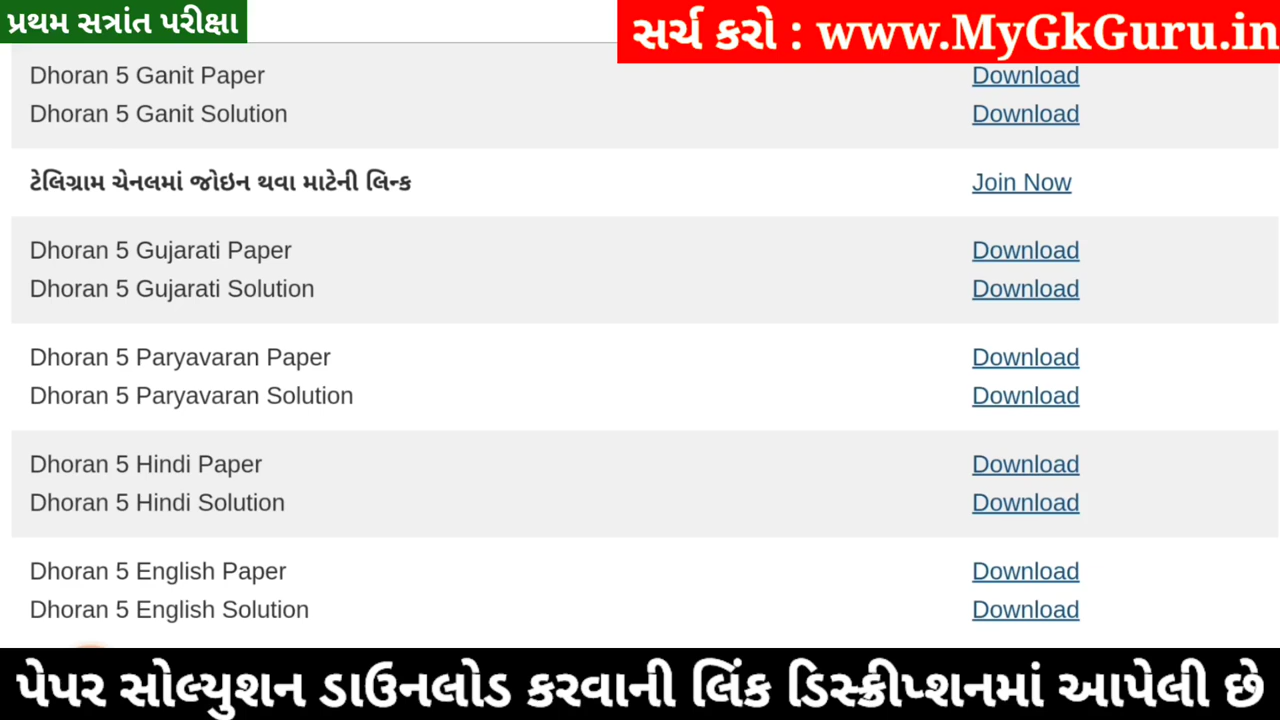 પ્રથમ સત્રાંત પરીક્ષા
સર્ચ કરો : www.MyGkGuru.in
Dhoran 5 Ganit Paper Download
Dhoran 5 Ganit Solution Download
ટેલિગ્રામ ચેનલમાં જોઇન થવા માટેની લિન્ક Join Now
Dhoran 5 Gujarati Paper Download
Dhoran 5 Gujarati Solution Download
Dhoran 5 Paryavaran Paper Download
Dhoran 5 Paryavaran Solution Download
Dhoran 5 Hindi Paper Download
Dhoran 5 Hindi Solution Download
Dhoran 5 English Paper Download
Dhoran 5 English Solution Download
પેપર સોલ્યુશન ડાઉનલોડ કરવાની લિંક ડિસ્ક્રીપ્શનમાં આપેલી છે